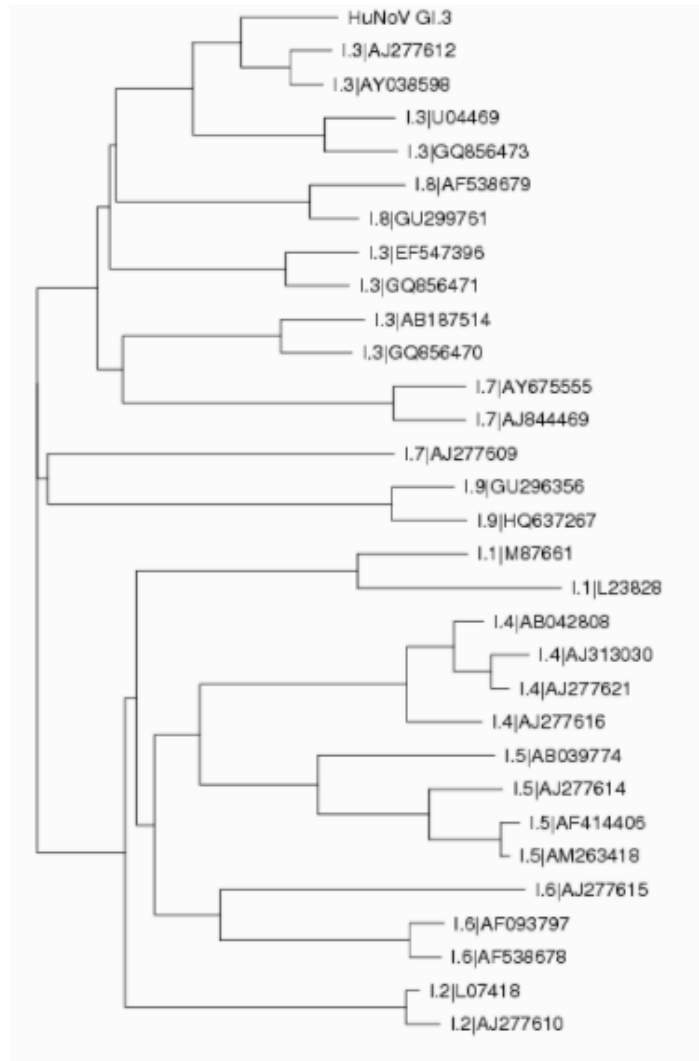 HuNoV GI.3
I.3|AJ277612
I.3|AY038598
I.3|U04469
I.3|GQ856473
I.8|AF538679
I.8|GU299761
I.3|EF547396
I.3|GQ856471
I.3|AB187514
I.3|GQ856470
I.7|AY675555
I.7|AJ844469
I.7|AJ277609
I.9|GU296356
I.9|HQ637267
I.1|M87661
I.1|L23828
I.4|AB042808
I.4|AJ313030
I.4|AJ277621
I.4|AJ277616
I.5|AB039774
I.5|AJ277614
I.5|AF414406
I.5|AM263418
I.6|AJ277615
I.6|AF093797
I.6|AF538678
I.2|L07418
I.2|AJ277610